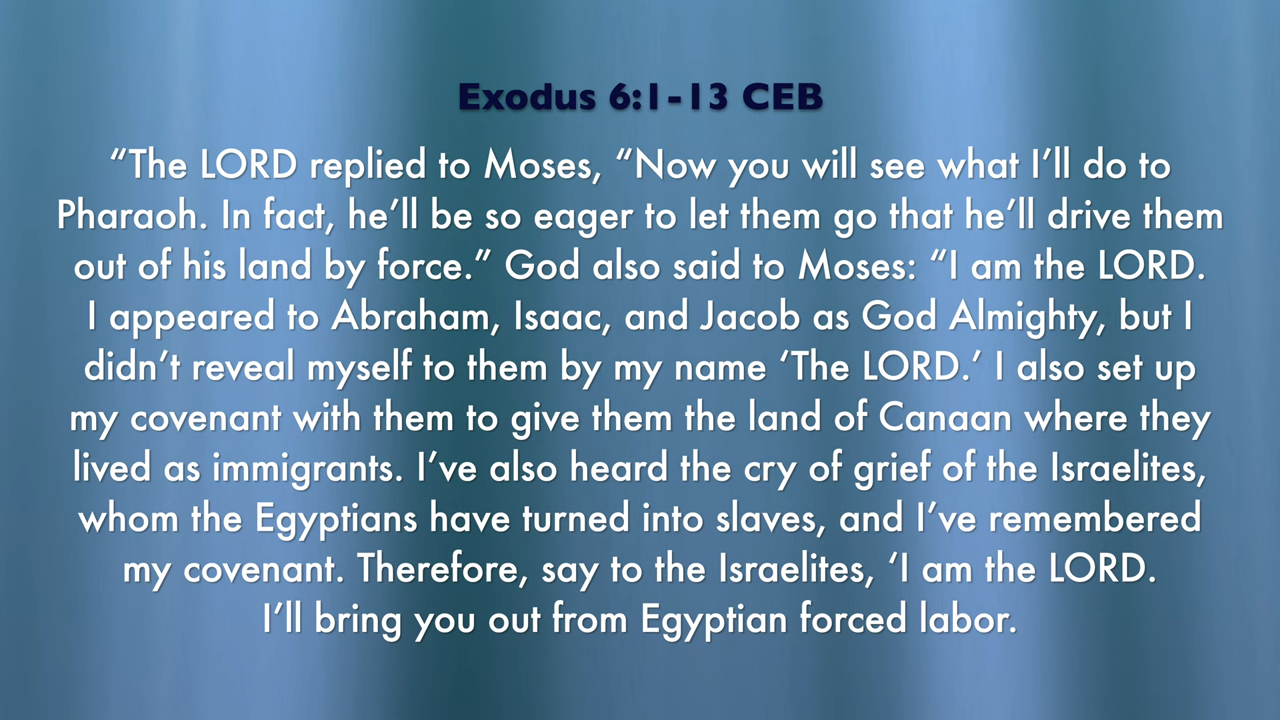 Exodus 6:1-13 CEB
“The LORD replied to Moses, “Now you will see what I’ll do to
Pharaoh. In fact, he’ll be so eager to let them go that he’ll drive them
out of his land by force.” God also said to Moses: “I am the LORD.
I appeared to Abraham, Isaac, and Jacob as God Almighty, but I
didn’t reveal myself to them by my name ‘The LORD.’ I also set up
my covenant with them to give them the land of Canaan where they
lived as immigrants. I’ve also heard the cry of grief of the Israelites,
whom the Egyptians have turned into slaves, and I’ve remembered
my covenant. Therefore, say to the Israelites, ‘I am the LORD.
I’ll bring you out from Egyptian forced labor.